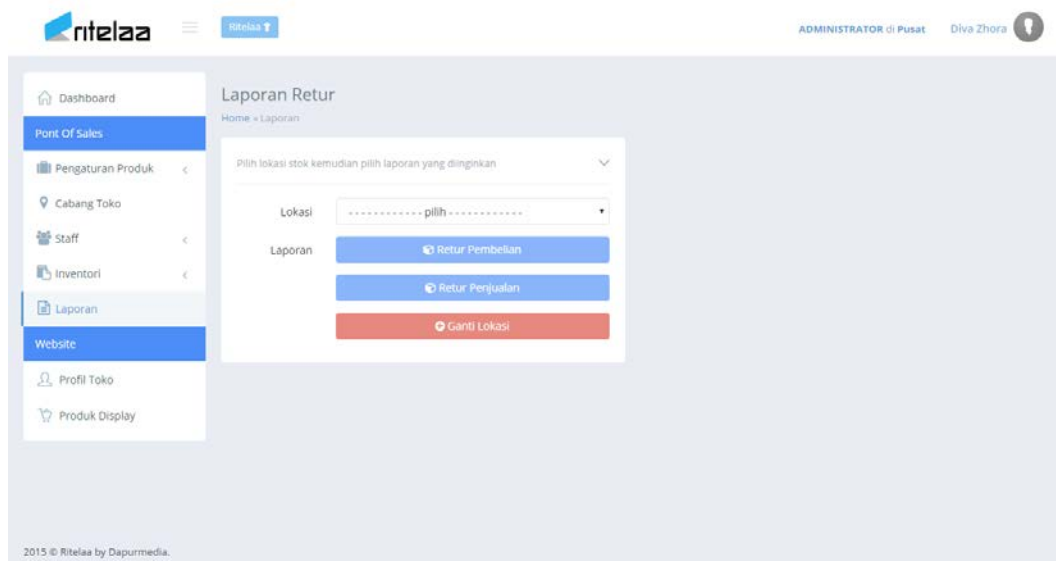 ritelaa
Ritelaa
ADMINISTRATOR di Pusat
Diva Zhora
Dashboard
Pont Of Sales
Pengaturan Produk
Cabang Toko
Staff
Inventori
Laporan
Website
Profil Toko
Produk Display
Laporan Retur
Home » Laporan
Pilih lokasi stok kemudian pilih laporan yang diinginkan
Lokasi
- - - - - - - - - - - - pilih - - - - - - - - - - - -
Laporan
Retur Pembelian
Retur Penjualan
Ganti Lokasi
2015 © Ritelaa by Dapurmedia.